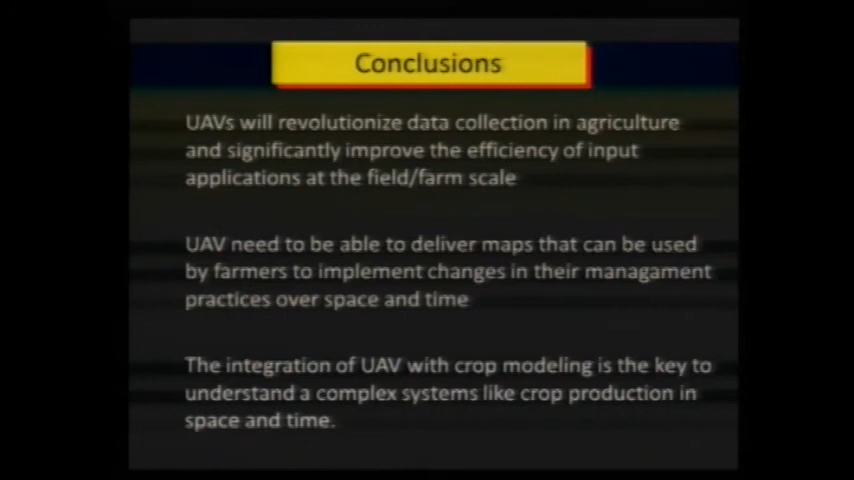 Conclusions
UAVs will revolutionize data collection in agriculture
and significantly improve the efficiency of input
applications at the field/farm scale
UAV need to be able to deliver maps that can be used
by farmers to implement changes in their managament
practices over space and time
The integration of UAV with crop modeling is the key to
understand a complex systems like crop production in
space and time.